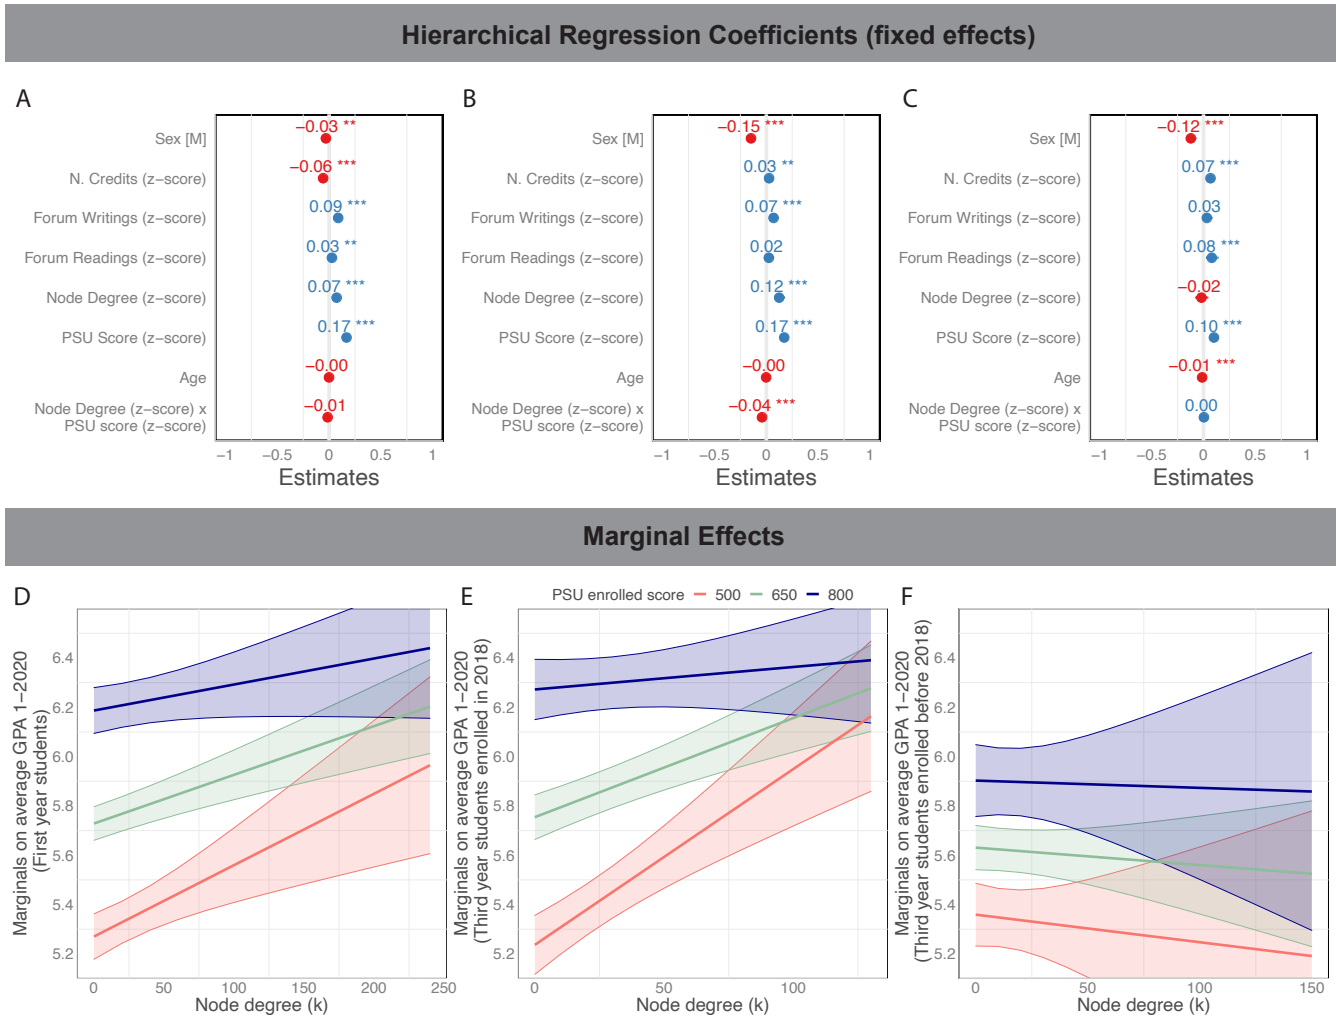 Hierarchical Regression Coefficients (fixed effects)
A
Sex [M]
N. Credits (z−score)
Forum Writings (z−score)
Forum Readings (z−score)
Node Degree (z−score)
PSU Score (z−score)
Age
Node Degree (z−score) x
PSU score (z−score)
−0.03 **
−0.06 ***
0.09 ***
0.03 **
0.07 ***
0.17 ***
−0.00
−0.01
−1 −0.5 0 0.5 1
Estimates
B
Sex [M]
N. Credits (z−score)
Forum Writings (z−score)
Forum Readings (z−score)
Node Degree (z−score)
PSU Score (z−score)
Age
Node Degree (z−score) x
PSU score (z−score)
−0.15 ***
0.03 **
0.07 ***
0.02
0.12 ***
0.17 ***
−0.00
−0.04 ***
−1 −0.5 0 0.5 1
Estimates
C
Sex [M]
N. Credits (z−score)
Forum Writings (z−score)
Forum Readings (z−score)
Node Degree (z−score)
PSU Score (z−score)
Age
Node Degree (z−score) x
PSU score (z−score)
−0.12 ***
0.07 ***
0.03
0.08 ***
−0.02
0.10 ***
−0.01 ***
0.00
−1 −0.5 0 0.5 1
Estimates
Marginal Effects
PSU enrolled score 500 650 800
D
Marginals on average GPA 1−2020
(First year students)
6.4
6.2
6.0
5.8
5.6
5.4
5.2
0 50 100 150 200 250
Node degree (k)
E
Marginals on average GPA 1−2020
(Third year students enrolled in 2018)
6.4
6.2
6.0
5.8
5.6
5.4
5.2
0 50 100
Node degree (k)
F
Marginals on average GPA 1−2020
(Third year students enrolled before 2018)
6.4
6.2
6.0
5.8
5.6
5.4
5.2
0 50 100 150
Node degree (k)